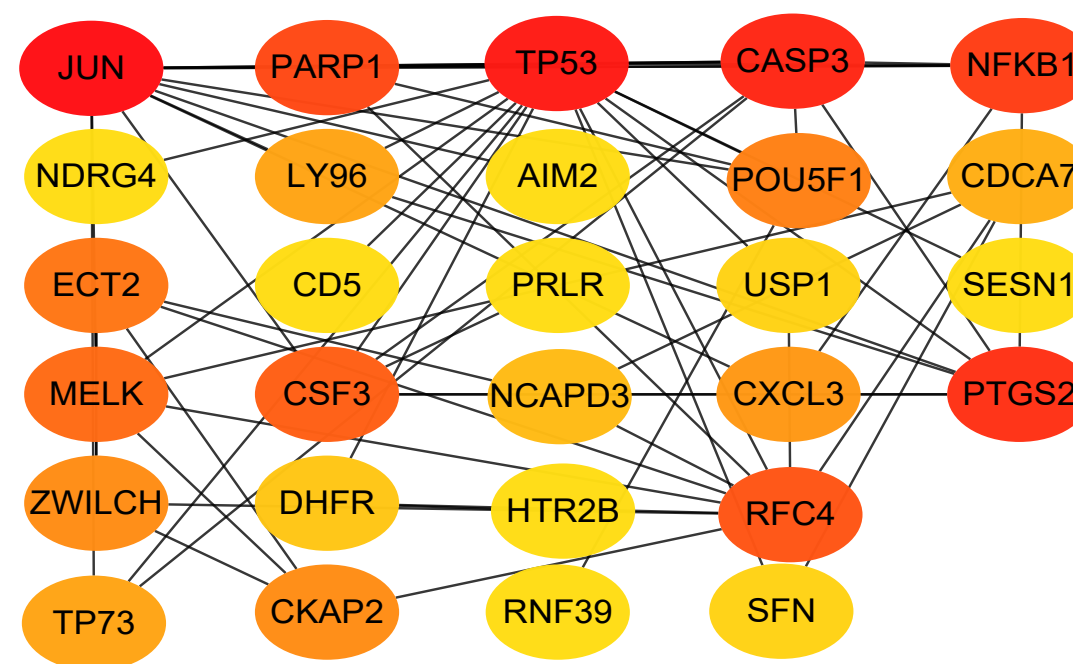 JUN PARP1 TP53 CASP3 NFKB1
NDRG4 LY96 AIM2 POU5F1 CDCA7
ECT2 CD5 PRLR USP1 SESN1
MELK CSF3 NCAPD3 CXCL3 PTGS2
ZWILCH DHFR HTR2B RFC4
TP73 CKAP2 RNF39 SFN